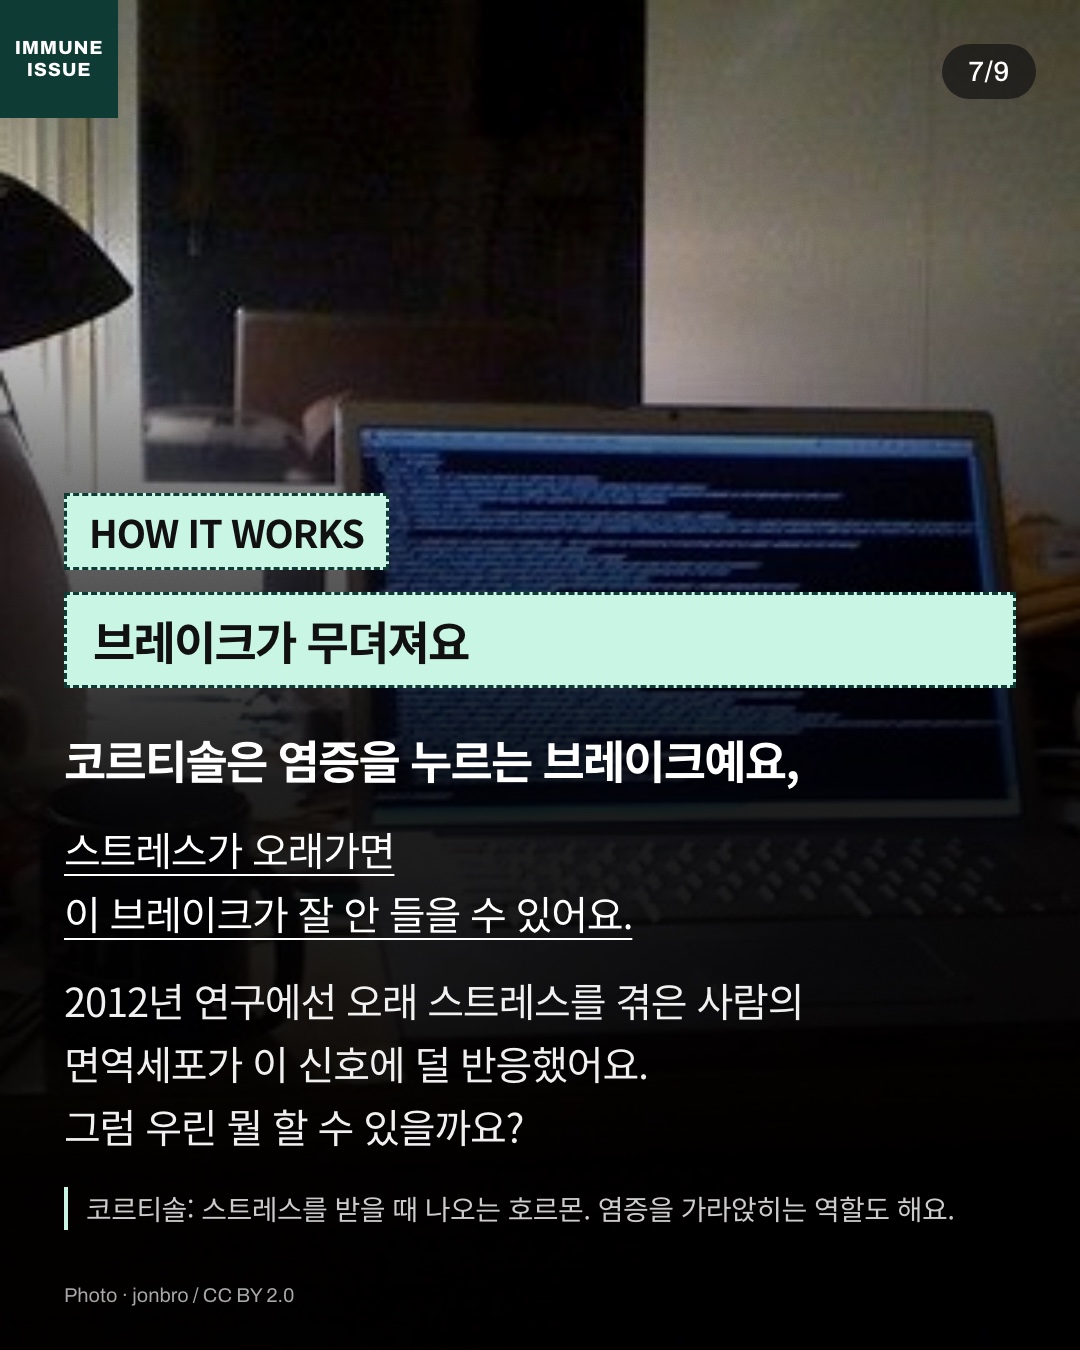 IMMUNE
ISSUE
7/9
HOW IT WORKS
브레이크가 무뎌져요
코르티솔은 염증을 누르는 브레이크예요,
스트레스가 오래가면
이 브레이크가 잘 안 들을 수 있어요.
2012년 연구에선 오래 스트레스를 겪은 사람의
면역세포가 이 신호에 덜 반응했어요.
그럼 우린 뭘 할 수 있을까요?
코르티솔: 스트레스를 받을 때 나오는 호르몬. 염증을 가라앉히는 역할도 해요.
Photo · jonbro / CC BY 2.0